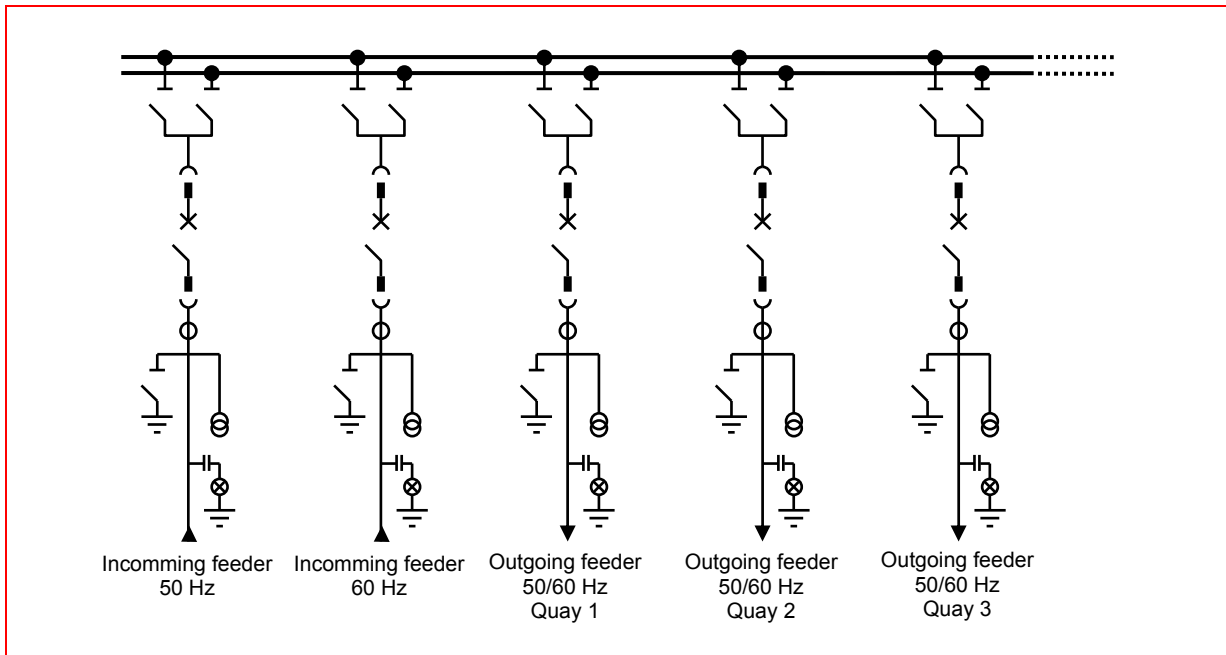 Incomming feeder
50 Hz
Incomming feeder
60 Hz
Outgoing feeder
50/60 Hz
Quay 1
Outgoing feeder
50/60 Hz
Quay 2
Outgoing feeder
50/60 Hz
Quay 3